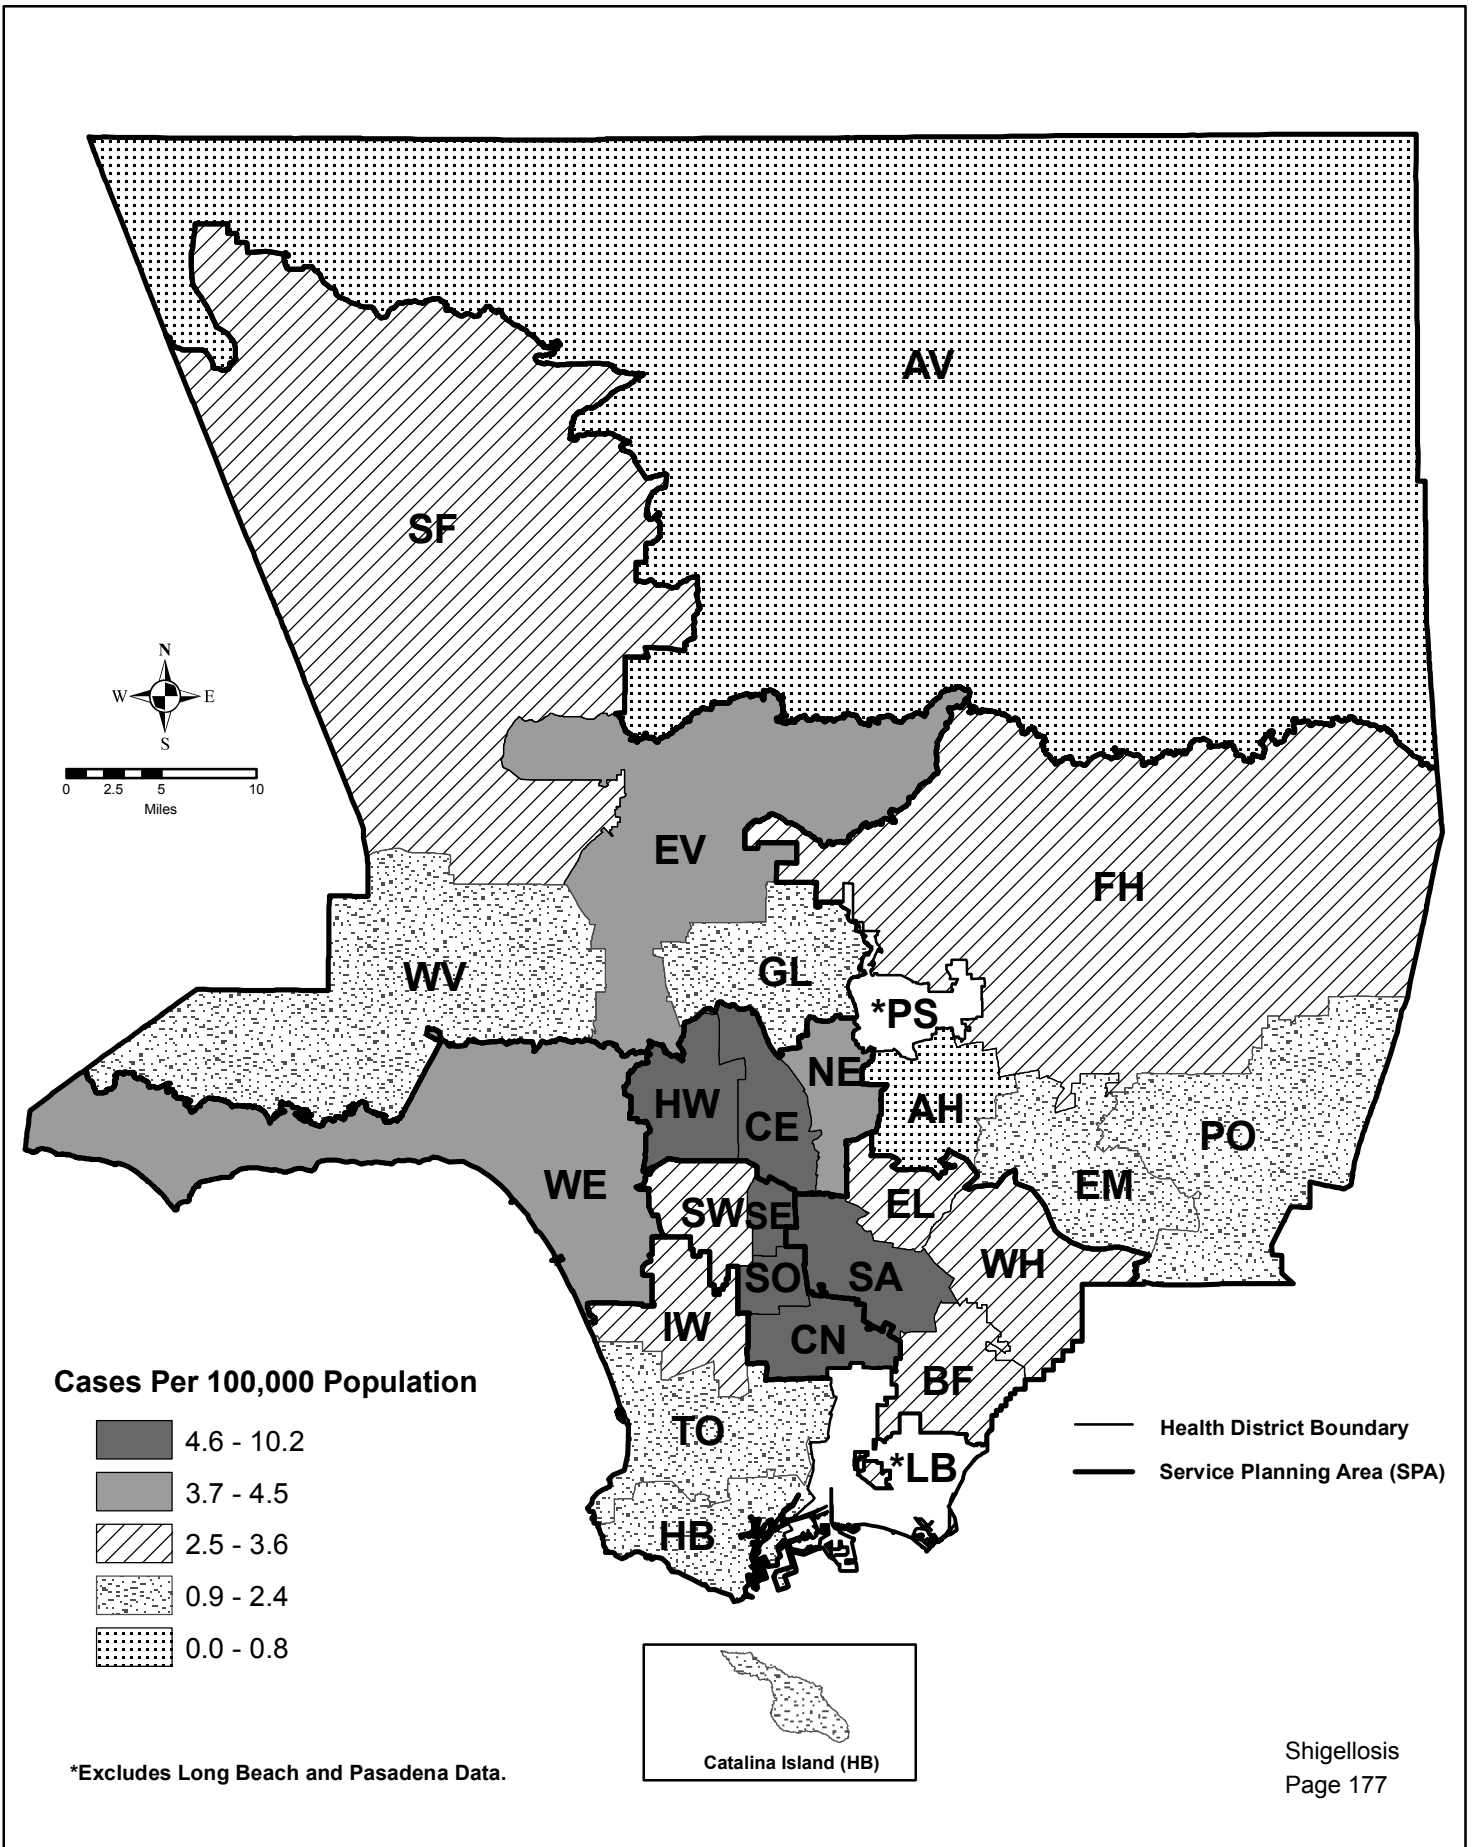 AV
SF
N
W E
S
0 2.5 5 10
Miles
EV
FH
WV
GL
*PS
NE
HW
AH
CE
PO
WE
EM
SW
SE
EL
WH
SO
SA
IW
CN
BF
Cases Per 100,000 Population
4.6 - 10.2
3.7 - 4.5
2.5 - 3.6
0.9 - 2.4
0.0 - 0.8
TO
*LB
HB
Health District Boundary
Service Planning Area (SPA)
Catalina Island (HB)
*Excludes Long Beach and Pasadena Data.
Shigellosis
Page 177